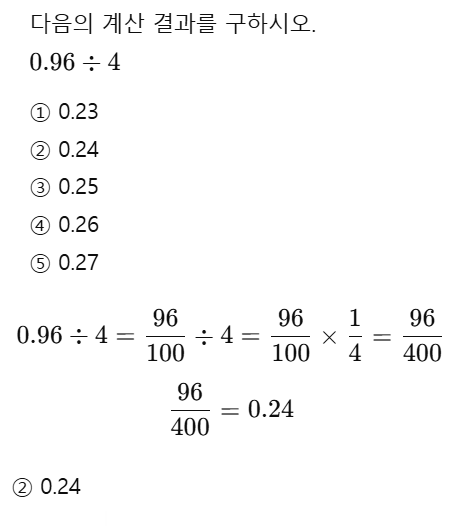 다음의 계산 결과를 구하시오.
0.96 ÷ 4
① 0.23
② 0.24
③ 0.25
④ 0.26
⑤ 0.27
0.96 ÷ 4 = 96/100 ÷ 4 = 96/100 × 1/4 = 96/400
96/400 = 0.24
② 0.24